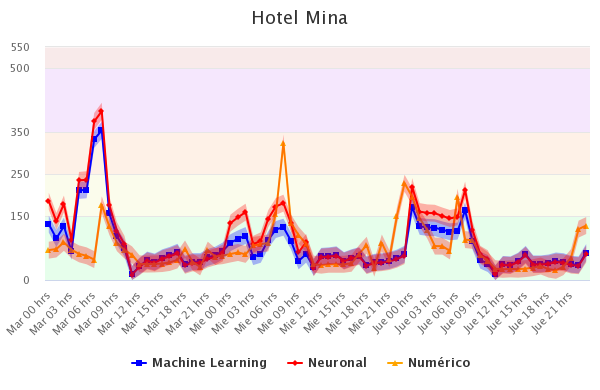 Hotel Mina
550
500
350
250
150
0
Mar 00 hrs
Mar 03 hrs
Mar 06 hrs
Mar 09 hrs
Mar 12 hrs
Mar 15 hrs
Mar 18 hrs
Mar 21 hrs
Mie 00 hrs
Mie 03 hrs
Mie 06 hrs
Mie 09 hrs
Mie 12 hrs
Mie 15 hrs
Mie 18 hrs
Mie 21 hrs
Jue 00 hrs
Jue 03 hrs
Jue 06 hrs
Jue 09 hrs
Jue 12 hrs
Jue 15 hrs
Jue 18 hrs
Jue 21 hrs
Machine Learning Neuronal Numérico